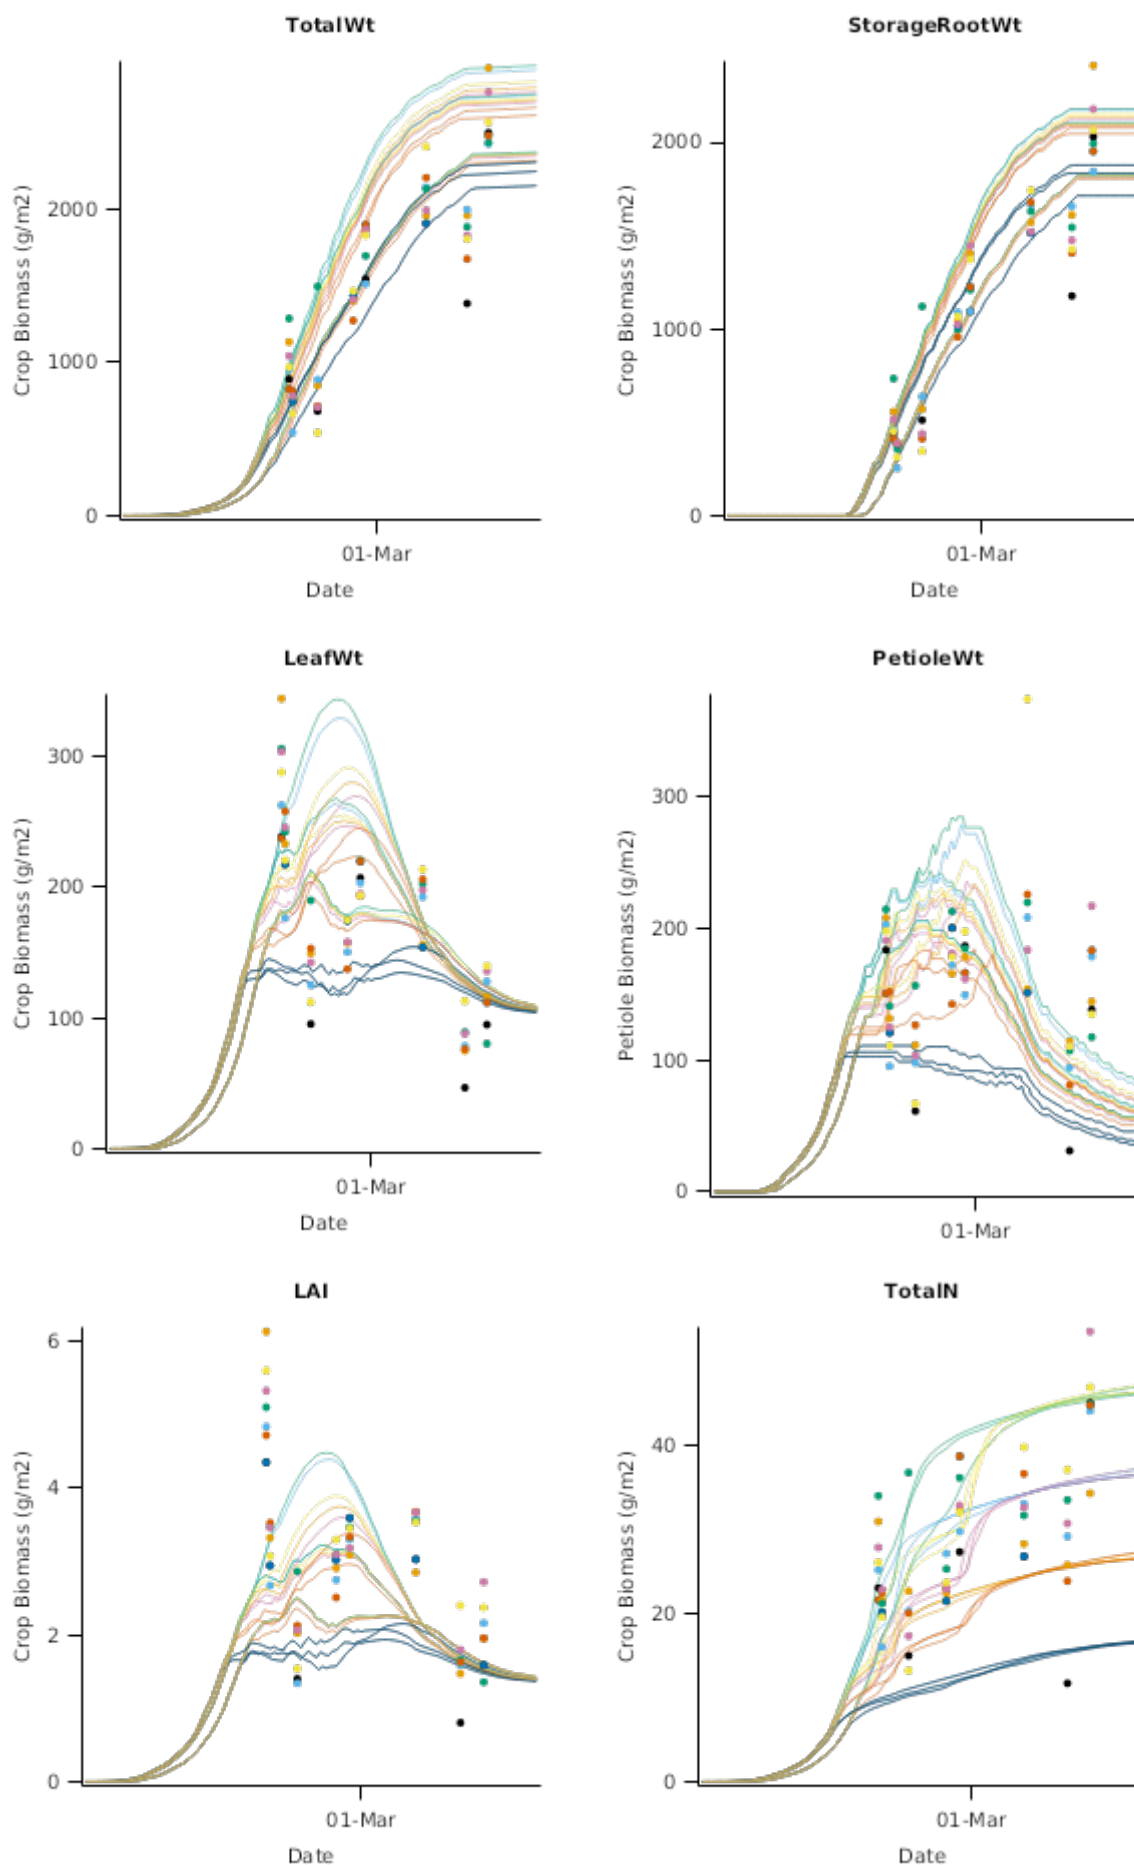 TotalWt
StorageRootWt
Crop Biomass (g/m2)
2000
1000
0
01-Mar
Date
Crop Biomass (g/m2)
2000
1000
0
01-Mar
Date
LeafWt
PetioleWt
Crop Biomass (g/m2)
300
200
100
0
01-Mar
Date
Petiole Biomass (g/m2)
300
200
100
0
01-Mar
LAI
TotalN
Crop Biomass (g/m2)
6
4
2
0
01-Mar
Date
Crop Biomass (g/m2)
40
20
0
01-Mar
Date